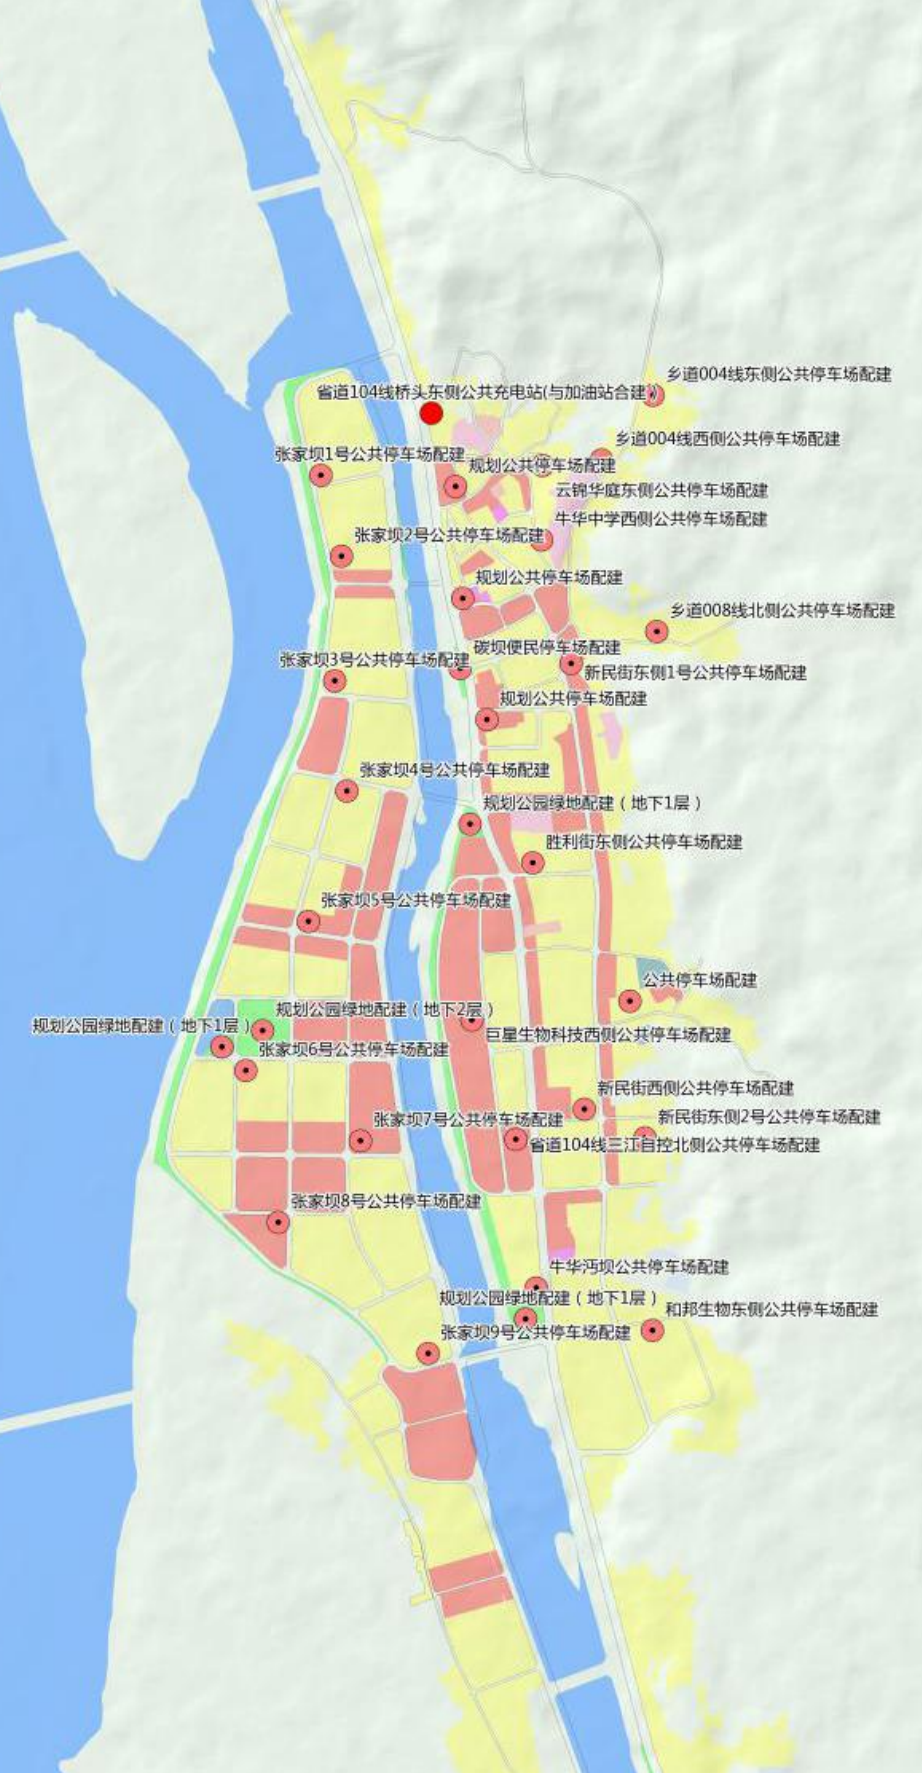 乡道004线东侧公共停车场配建
省道104线桥头东侧公共充电站(与加油站合建)
乡道004线西侧公共停车场配建
张家坝1号公共停车场配建
规划公共停车场配建
云锦华庭东侧公共停车场配建
牛华中学西侧公共停车场配建
张家坝2号公共停车场配建
规划公共停车场配建
乡道008线北侧公共停车场配建
碳坝便民停车场配建
张家坝3号公共停车场配建
新民街东侧1号公共停车场配建
规划公共停车场配建
张家坝4号公共停车场配建
规划公园绿地配建（地下1层）
胜利街东侧公共停车场配建
张家坝5号公共停车场配建
公共停车场配建
规划公园绿地配建（地下2层）
规划公园绿地配建（地下1层）
巨星生物科技西侧公共停车场配建
张家坝6号公共停车场配建
新民街西侧公共停车场配建
新民街东侧2号公共停车场配建
张家坝7号公共停车场配建
省道104线三江自控北侧公共停车场配建
张家坝8号公共停车场配建
牛华沔坝公共停车场配建
规划公园绿地配建（地下1层）
和邦生物东侧公共停车场配建
张家坝9号公共停车场配建